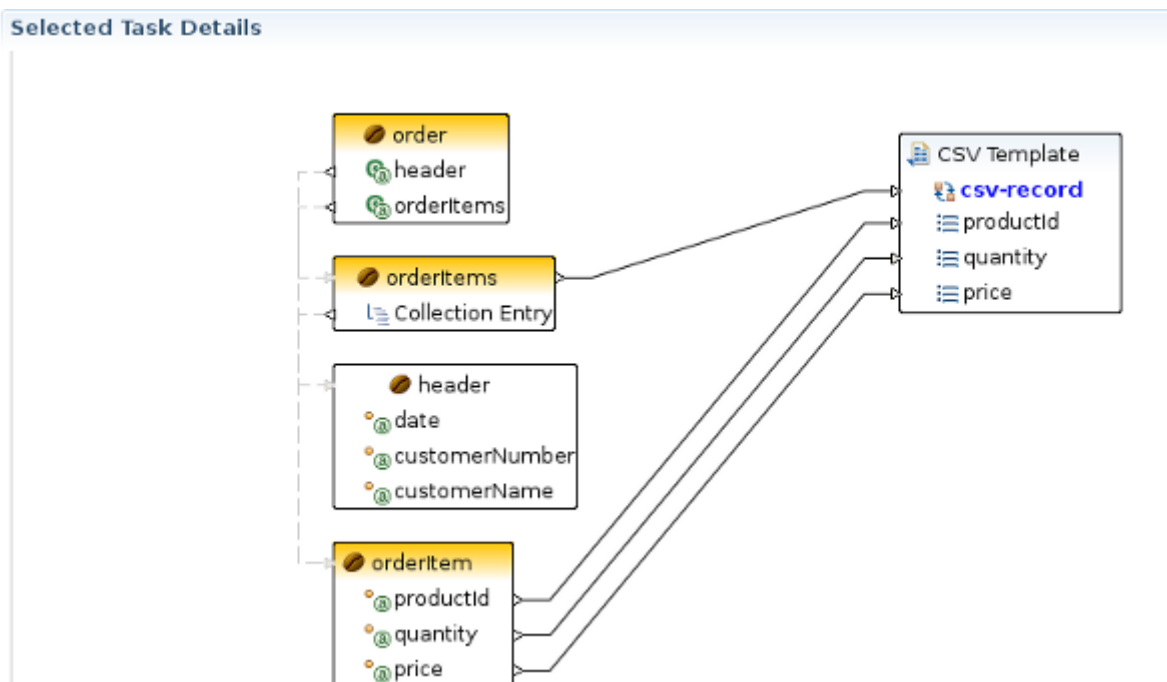 Selected Task Details
order
header
orderItems
orderItems
Collection Entry
header
date
customerNumber
customerName
orderItem
productId
quantity
price
CSV Template
csv-record
productId
quantity
price